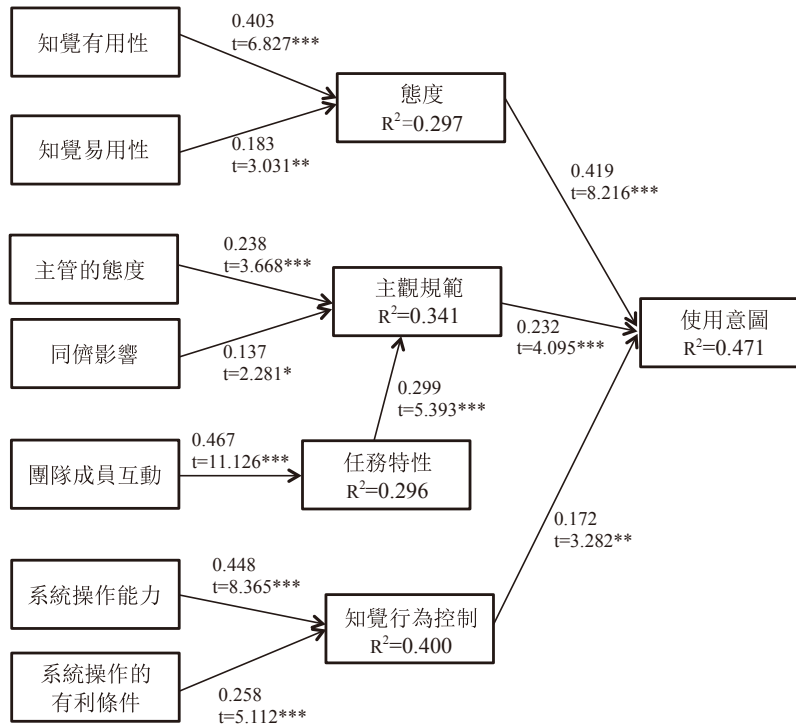 知覺有用性
0.403
t=6.827***
知覺易用性
0.183
t=3.031**
態度
R²=0.297
0.419
t=8.216***
主管的態度
0.238
t=3.668***
同儕影響
0.137
t=2.281*
主觀規範
R²=0.341
0.232
t=4.095***
使用意圖
R²=0.471
0.299
t=5.393***
團隊成員互動
0.467
t=11.126***
任務特性
R²=0.296
0.172
t=3.282**
系統操作能力
0.448
t=8.365***
知覺行為控制
R²=0.400
系統操作的
有利條件
0.258
t=5.112***